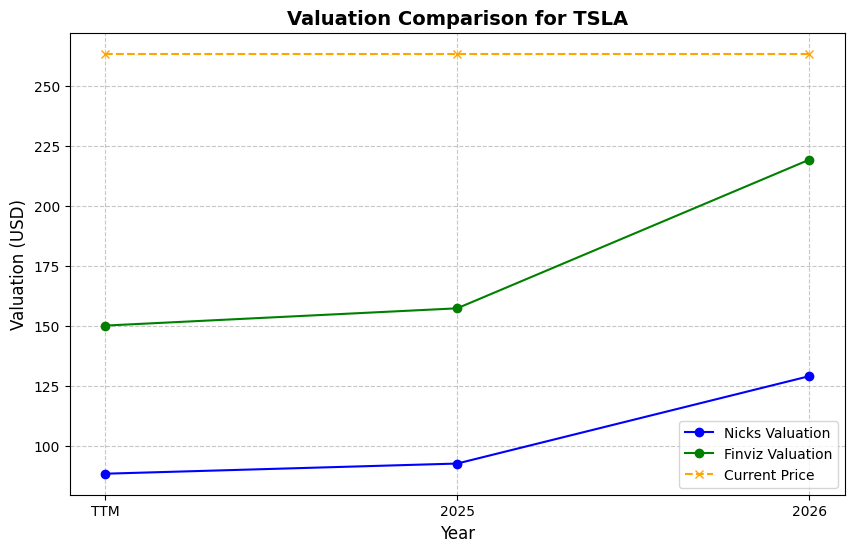 Valuation Comparison for TSLA
Valuation (USD)
250
225
200
175
150
125
100
Nicks Valuation
Finviz Valuation
Current Price
TTM
2025
2026
Year